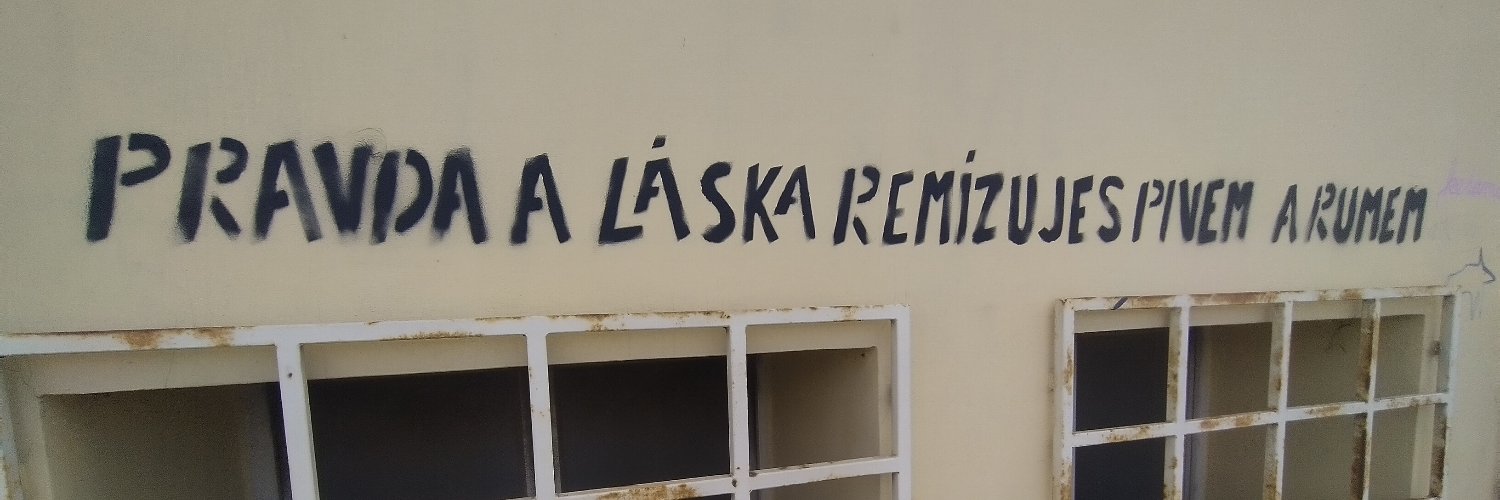 PRAVDA A LÁSKA REMÍZUJE S PIVEM A RUMEM